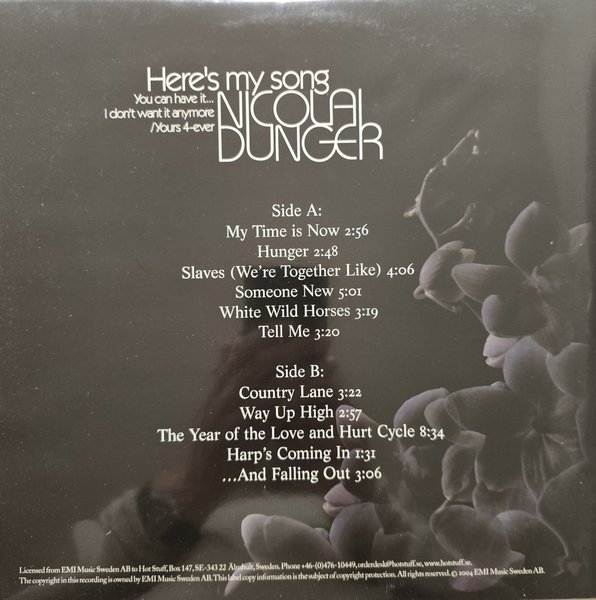 Here's my song
You can have it...
I don't want it anymore
/Yours 4-ever
NICOLAI
DUNGER
Side A:
My Time is Now 2:56
Hunger 2:48
Slaves (We're Together Like) 4:06
Someone New 5:01
White Wild Horses 3:19
Tell Me 3:20
Side B:
Country Lane 3:22
Way Up High 2:57
The Year of the Love and Hurt Cycle 8:34
Harp's Coming In 1:31
...And Falling Out 3:06
Licensed from EMI Music Sweden AB to Hot Stuff, Box 147, SE-343 22 Älmhult, Sweden. Phone +46-(0)476-10449, orderdesk@hotstuff.se, www.hotstuff.se.
The copyright in this recording is owned by EMI Music Sweden AB. This label copy information is the subject of copyright protection. All rights reserved. © 2004 EMI Music Sweden AB.